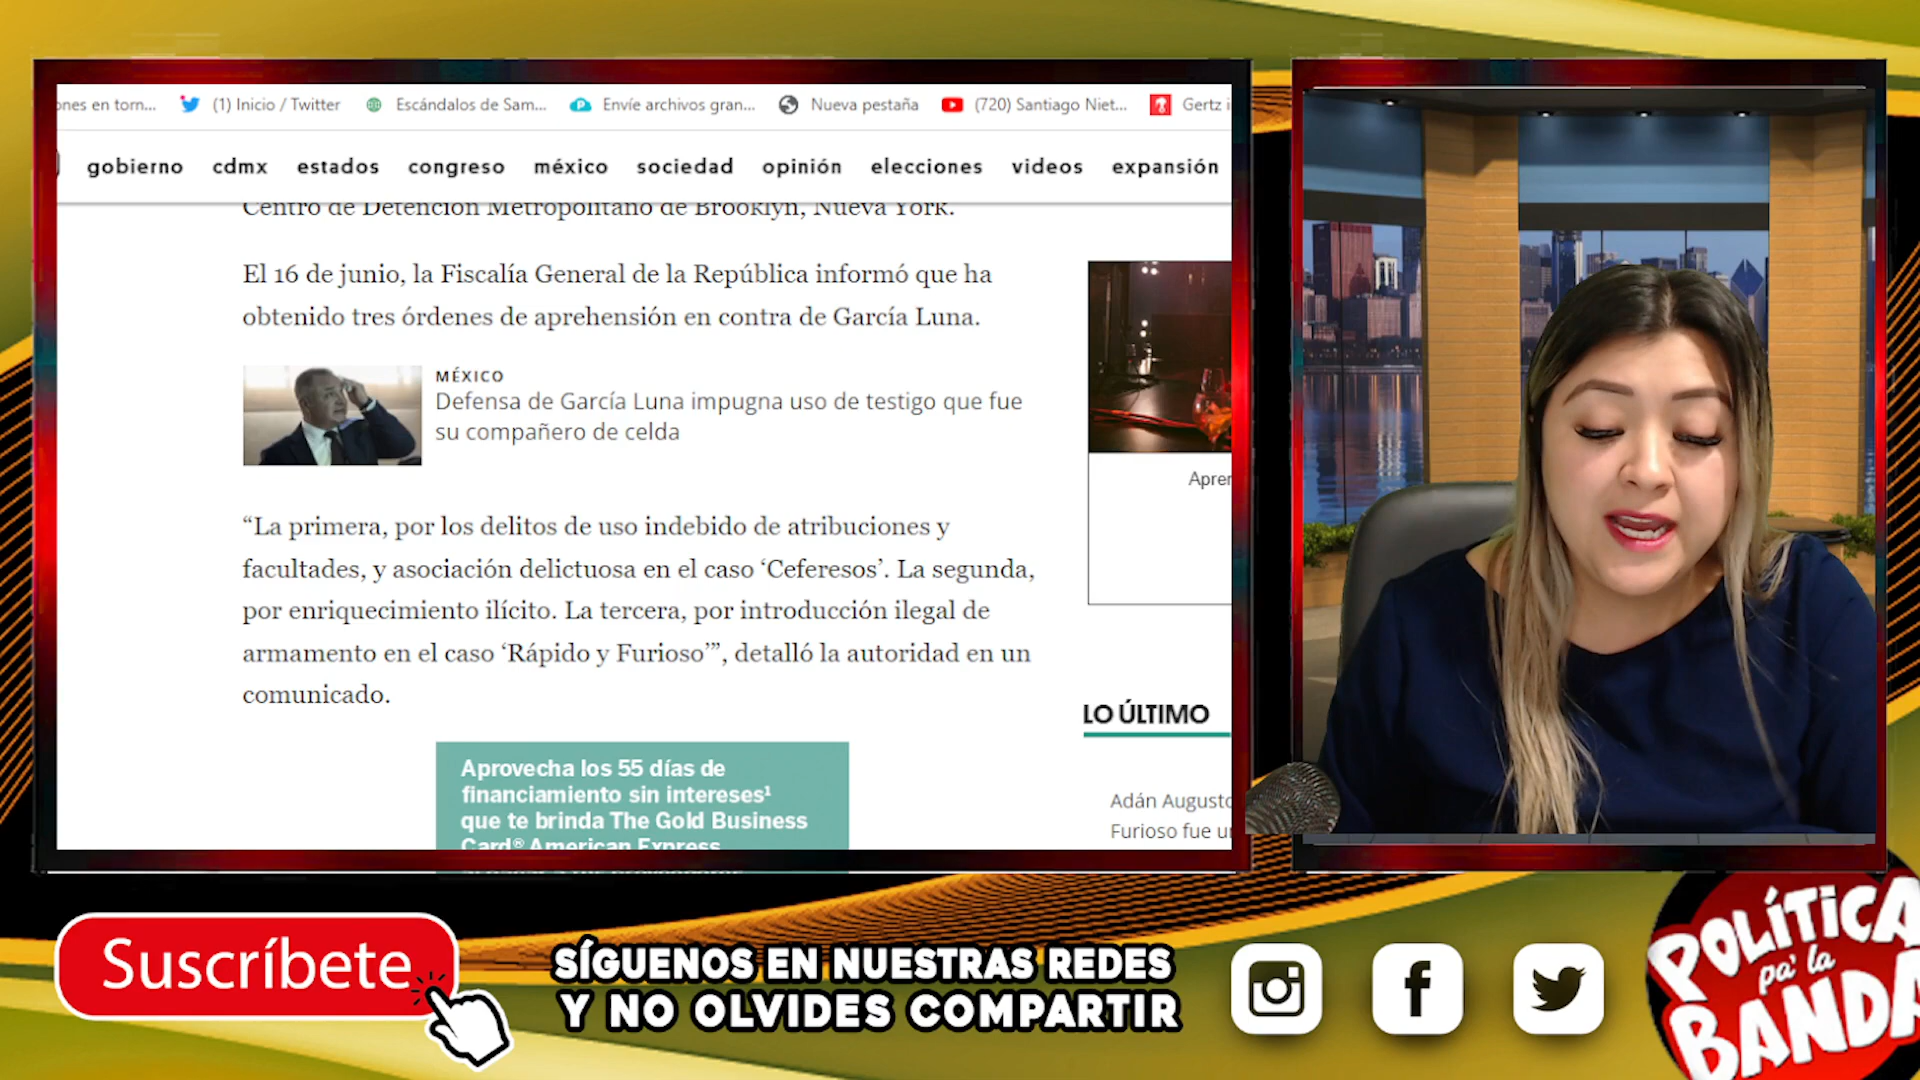 ones en torn...
(1) Inicio / Twitter
Escándalos de Sam...
Envíe archivos gran...
Nueva pestaña
(720) Santiago Niet...
Gertz i
gobierno cdmx estados congreso méxico sociedad opinión elecciones videos expansión
Centro de Detención Metropolitano de Brooklyn, Nueva York.
El 16 de junio, la Fiscalía General de la República informó que ha
obtenido tres órdenes de aprehensión en contra de García Luna.
MÉXICO
Defensa de García Luna impugna uso de testigo que fue
su compañero de celda
“La primera, por los delitos de uso indebido de atribuciones y
facultades, y asociación delictuosa en el caso ‘Ceferesos’. La segunda,
por enriquecimiento ilícito. La tercera, por introducción ilegal de
armamento en el caso ‘Rápido y Furioso’”, detalló la autoridad en un
comunicado.
Aprovecha los 55 días de
financiamiento sin intereses¹
que te brinda The Gold Business
Card® American Express
Apren
LO ÚLTIMO
Adán Augusto
Furioso fue u
Suscríbete
SÍGUENOS EN NUESTRAS REDES
Y NO OLVIDES COMPARTIR
POLÍTICA
pa' la
BANDA